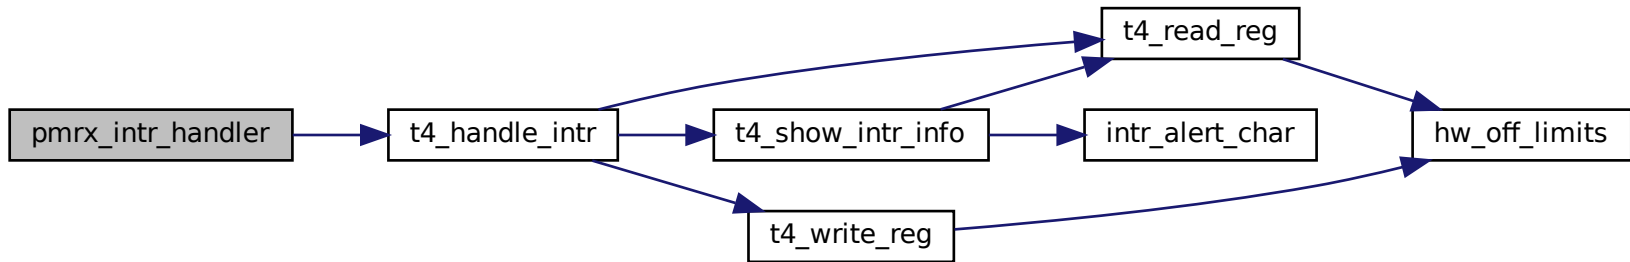 t4_read_reg
pmrx_intr_handler
t4_handle_intr
t4_show_intr_info
intr_alert_char
hw_off_limits
t4_write_reg